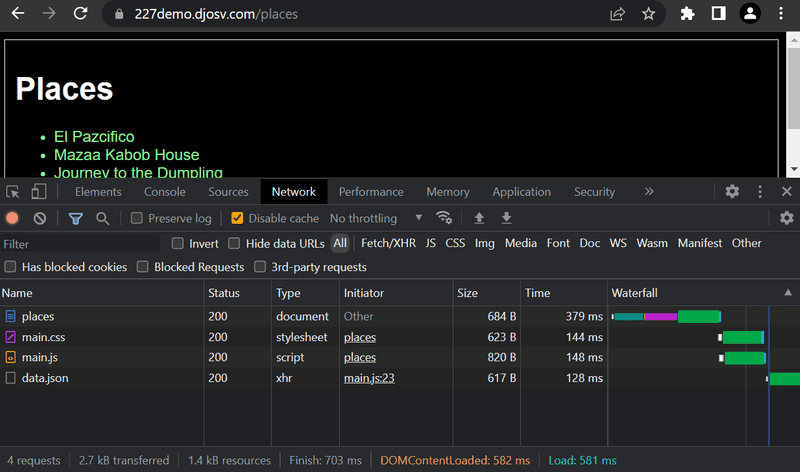 227demo.djosv.com/places
Places
El Pazcifico
Mazaa Kabob House
Journey to the Dumpling
Elements Console Sources Network Performance Memory Application Security »
Preserve log Disable cache No throttling
Filter Invert Hide data URLs All Fetch/XHR JS CSS Img Media Font Doc WS Wasm Manifest Other
Has blocked cookies Blocked Requests 3rd-party requests
Name Status Type Initiator Size Time Waterfall
places 200 document Other 684 B 379 ms
main.css 200 stylesheet places 623 B 144 ms
main.js 200 script places 820 B 148 ms
data.json 200 xhr main.js:23 617 B 128 ms
4 requests 2.7 kB transferred 1.4 kB resources Finish: 703 ms DOMContentLoaded: 582 ms Load: 581 ms